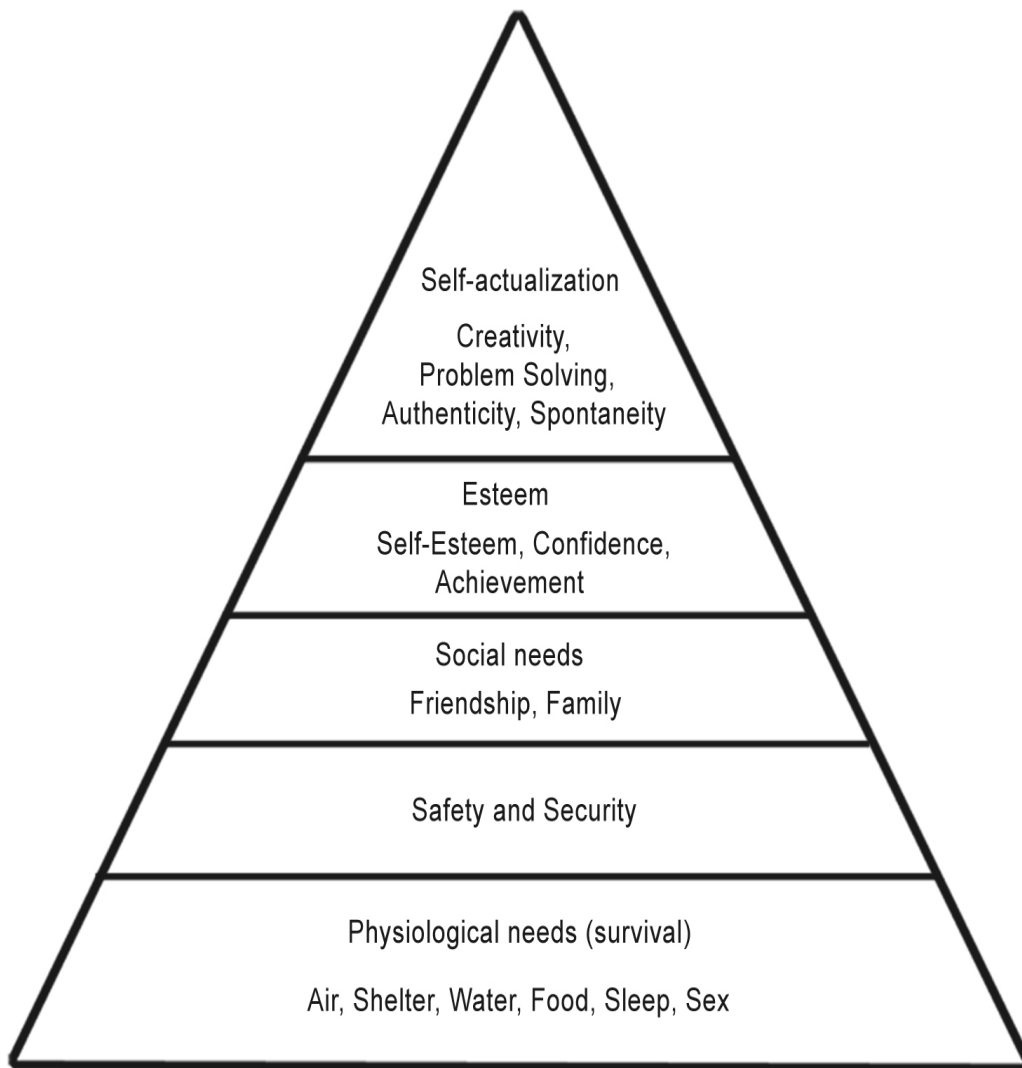 Self-actualization
Creativity,
Problem Solving,
Authenticity, Spontaneity
Esteem
Self-Esteem, Confidence,
Achievement
Social needs
Friendship, Family
Safety and Security
Physiological needs (survival)
Air, Shelter, Water, Food, Sleep, Sex